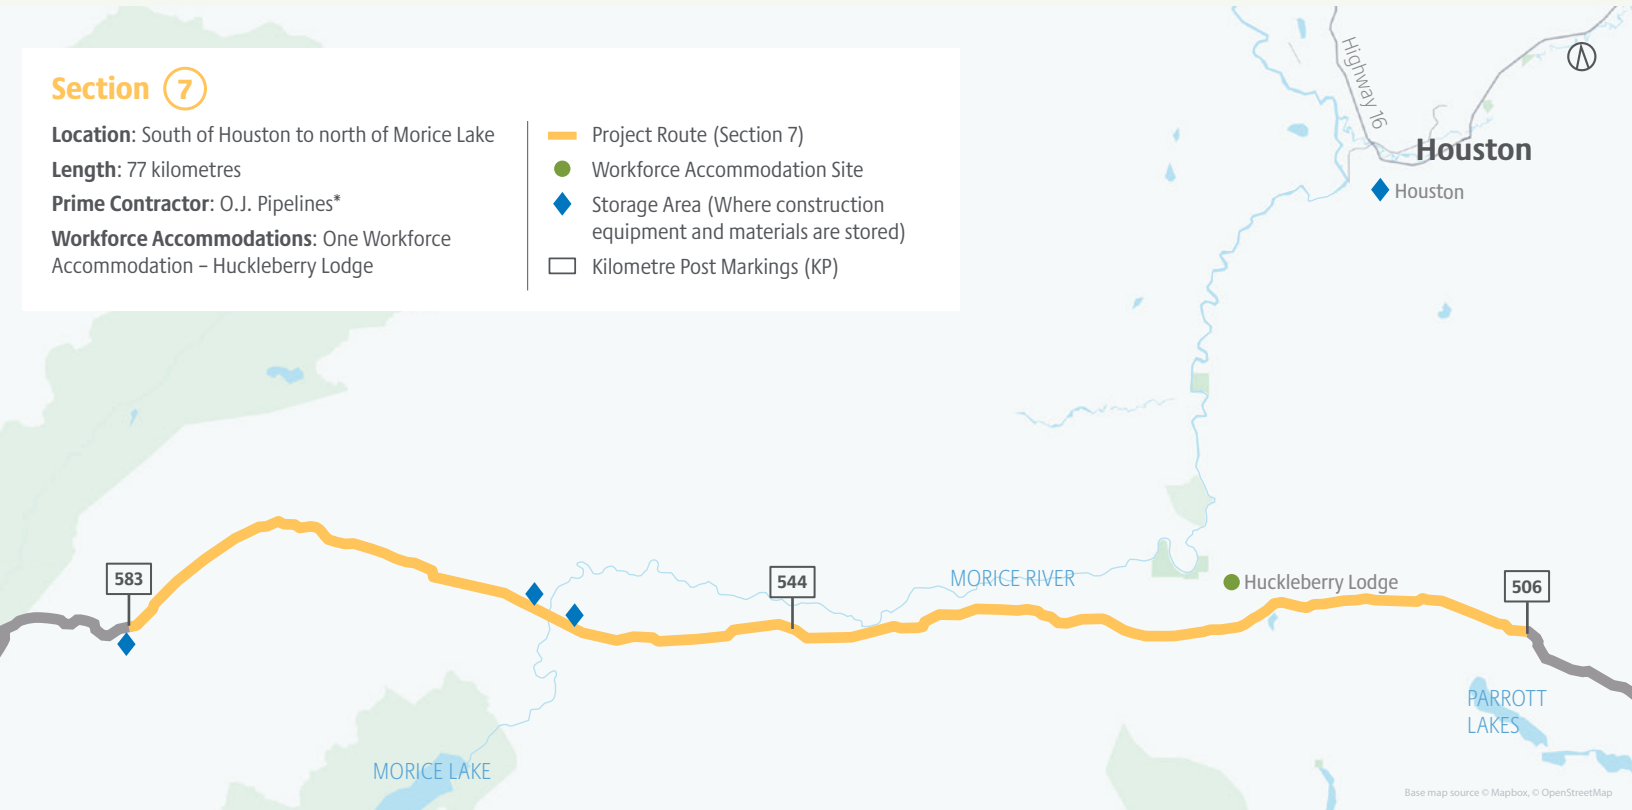 Section 7
Location: South of Houston to north of Morice Lake
Length: 77 kilometres
Prime Contractor: O.J. Pipelines*
Workforce Accommodations: One Workforce
Accommodation – Huckleberry Lodge
Project Route (Section 7)
Workforce Accommodation Site
Storage Area (Where construction
equipment and materials are stored)
Kilometre Post Markings (KP)
Highway 16
Houston
Houston
583
544
MORICE RIVER
Huckleberry Lodge
506
PARROTT
LAKES
MORICE LAKE
Base map source © Mapbox, © OpenStreetMap